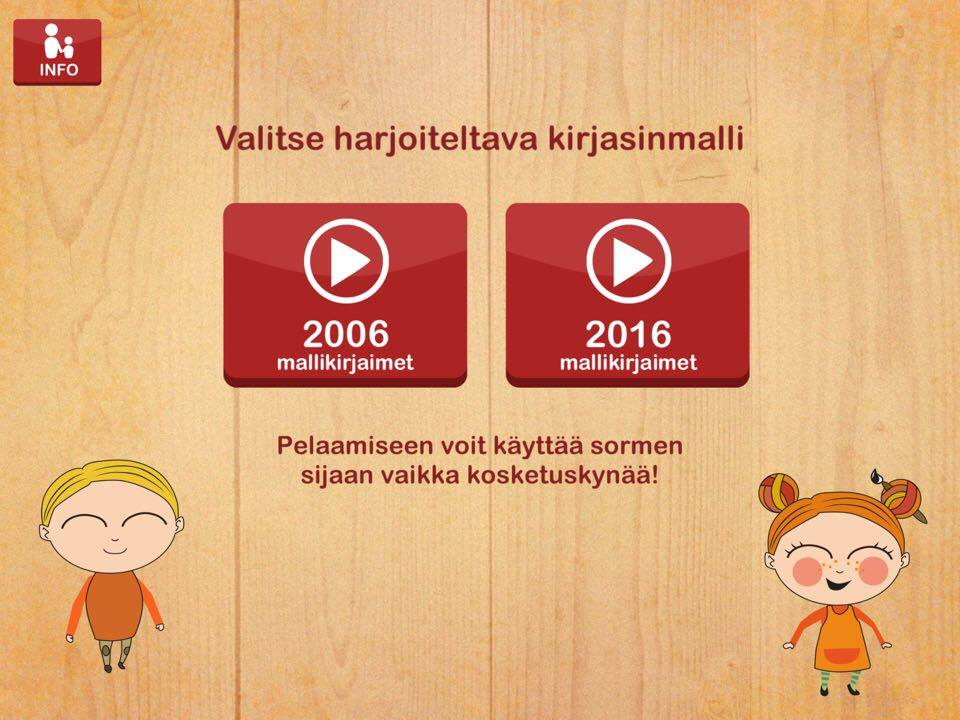 INFO
Valitse harjoiteltava kirjasinmalli
2006
mallikirjaimet
2016
mallikirjaimet
Pelaamiseen voit käyttää sormen
sijaan vaikka kosketuskynää!